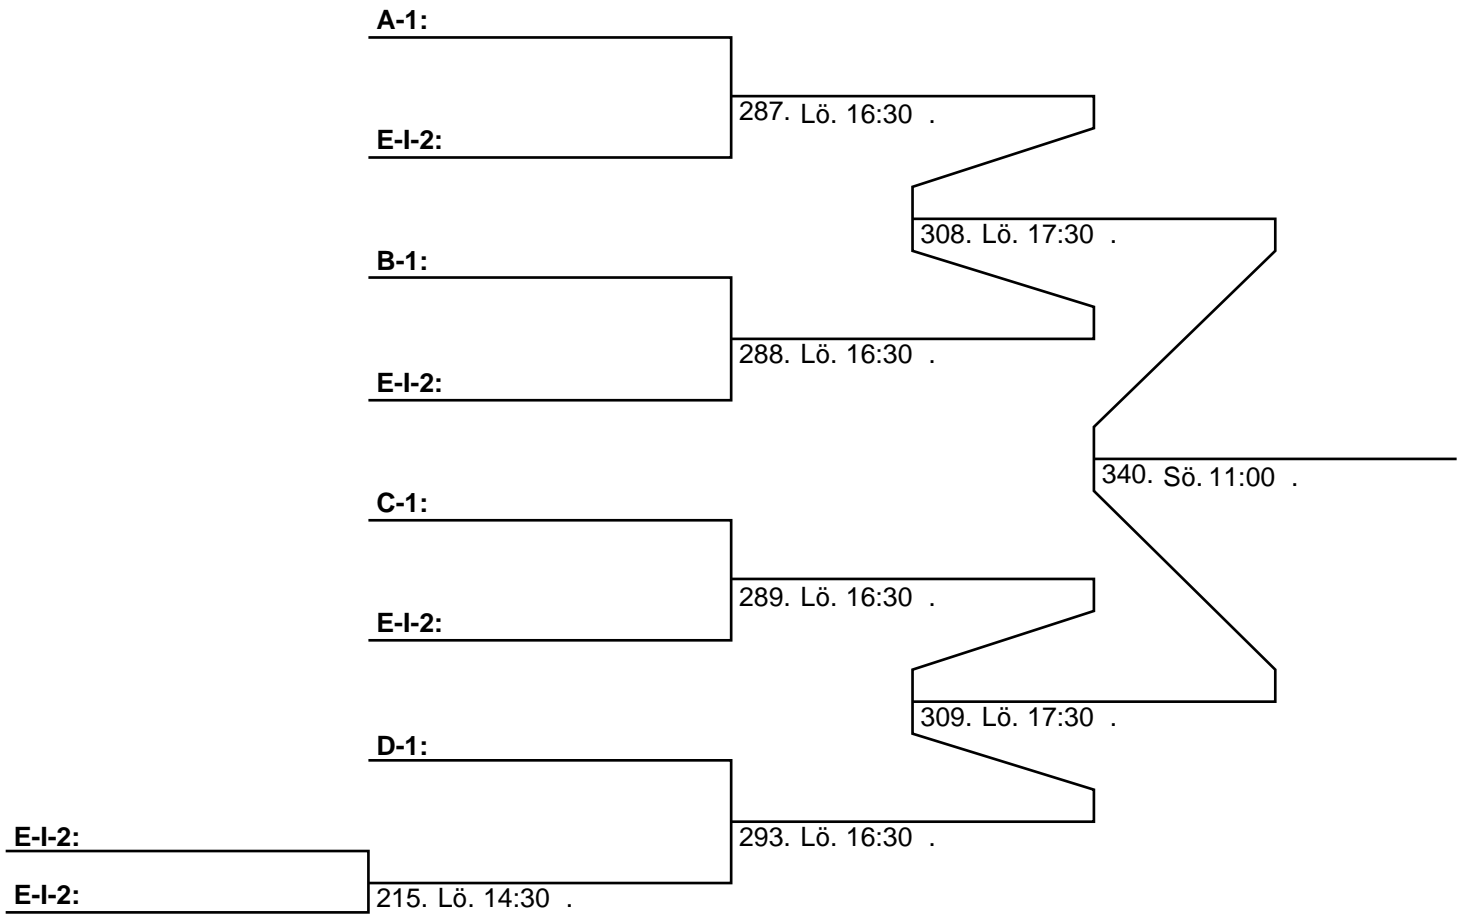 A-1:
287. Lö. 16:30 .
E-I-2:
308. Lö. 17:30 .
B-1:
288. Lö. 16:30 .
E-I-2:
340. Sö. 11:00 .
C-1:
289. Lö. 16:30 .
E-I-2:
309. Lö. 17:30 .
D-1:
E-I-2:
293. Lö. 16:30 .
E-I-2:
215. Lö. 14:30 .